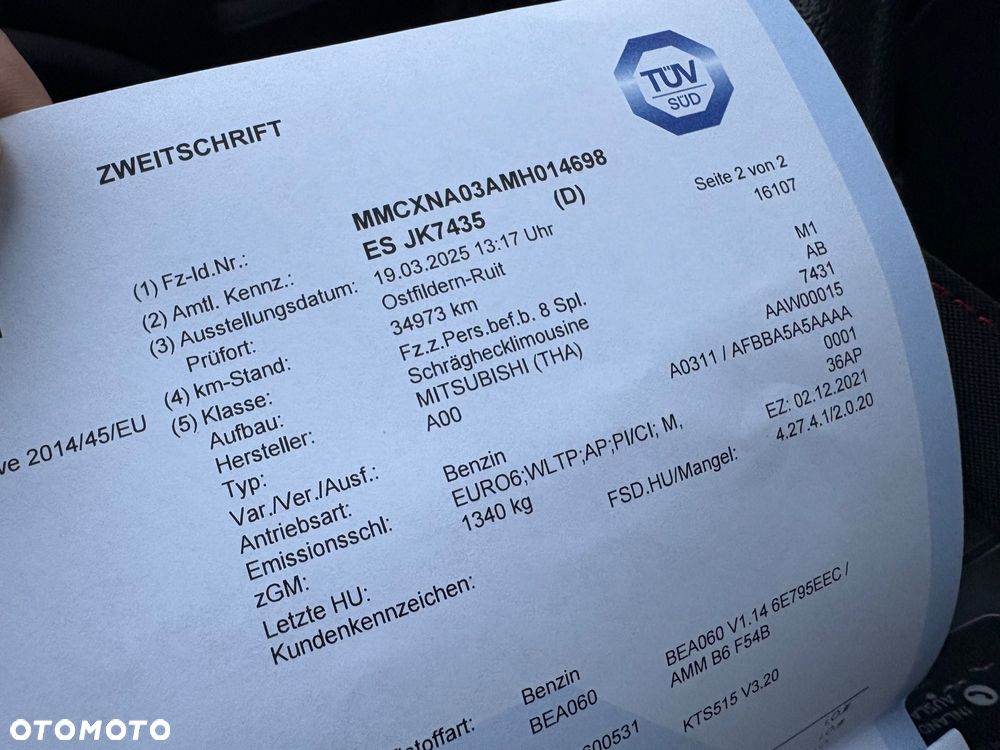 TÜV
SÜD
ZWEITSCHRIFT
Seite 2 von 2
(1) Fz-Id.Nr.: MMCXNA03AMH014698 16107
(2) Amtl. Kennz.: ES JK7435 (D)
(3) Ausstellungsdatum: 19.03.2025 13:17 Uhr
Prüfort: Ostfildern-Ruit
(4) km-Stand: 34973 km
(5) Klasse: Fz.z.Pers.bef.b. 8 Spl. M1
Aufbau: Schräghecklimousine AB
Hersteller: MITSUBISHI (THA) 7431
Typ: A00 AAW00015
Var./Ver./Ausf.: A0311 / AFBBA5A5AAAA
Antriebsart: Benzin 0001
Emissionsschl: EURO6;WLTP;AP;PI/CI; M, 36AP
zGM: 1340 kg EZ: 02.12.2021
Letzte HU: FSD.HU/Mangel: 4.27.4.1/2.0.20
Kundenkennzeichen:
2014/45/EU
Benzin BEA060 V1.14 6E795EEC /
BEA060 AMM B6 F54B
KTS515 V3.20
OTOMOTO